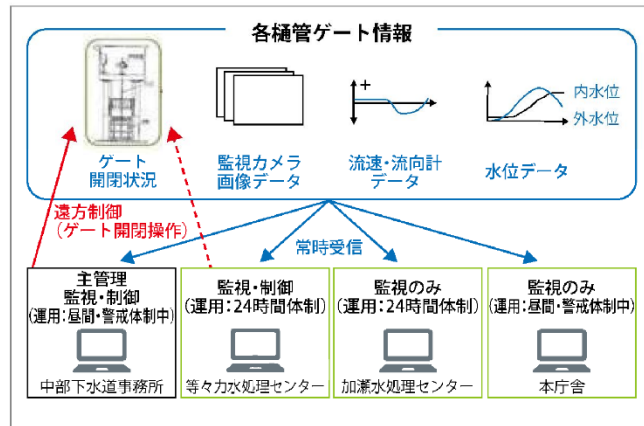 各樋管ゲート情報
+
内水位
外水位
ゲート
開閉状況
監視カメラ
画像データ
流速・流向計
データ
水位データ
遠方制御
（ゲート開閉操作）
常時受信
主管理
監視・制御
（運用：昼間・警戒体制中）
中部下水道事務所
監視・制御
（運用：24時間体制）
等々力水処理センター
監視のみ
（運用：24時間体制）
加瀬水処理センター
監視のみ
（運用：昼間・警戒体制中）
本庁舎